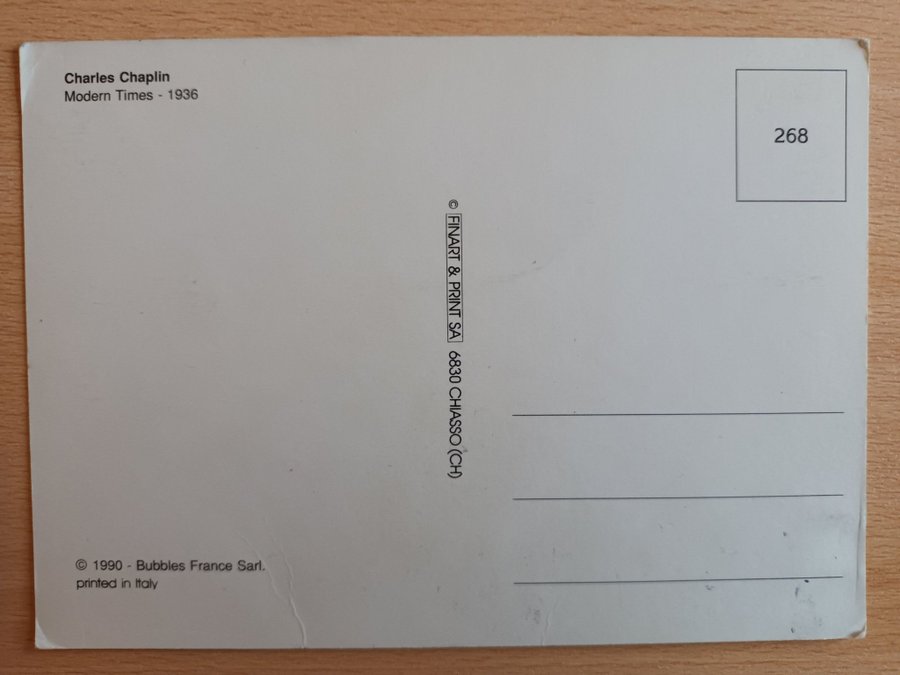 Charles Chaplin
Modern Times - 1936
268
© FINART & PRINT SA 6830 CHIASSO (CH)
© 1990 - Bubbles France Sarl.
printed in Italy